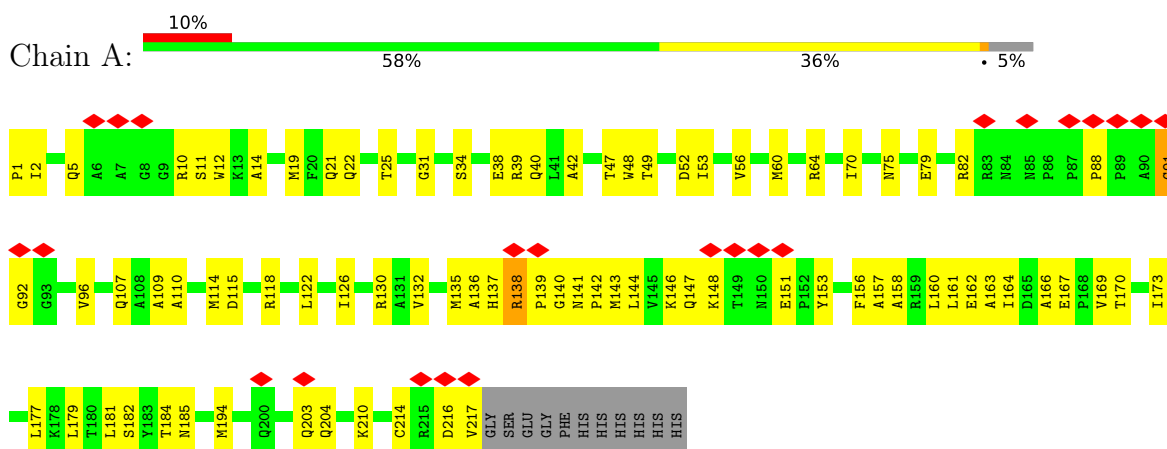 10%
Chain A:
58% 36% • 5%
P1 I2 Q5 A6 A7 G8 G9 R10 S11 W12 K13 A14 M19 F20 Q21 Q22 T25 G31 S34 E38 R39 Q40 L41 A42 T47 W48 T49 D52 I53 V56 M60 R64 I70 N75 E79 R82 R83 N84 N85 P86 P87 P88 P89 A90 G91
G92 G93 V96 Q107 A108 A109 A110 M114 D115 R118 L122 I126 R130 A131 V132 M135 A136 H137 R138 P139 G140 N141 P142 M143 L144 V145 K146 Q147 K148 T149 N150 E151 P152 Y153 F156 A157 A158 R159 L160 L161 E162 A163 I164 D165 A166 E167 P168 V169 T170 I173
L177 K178 L179 T180 L181 S182 Y183 T184 N185 M194 Q200 Q203 Q204 K210 C214 R215 D216 V217 GLY SER GLU GLY PHE HIS HIS HIS HIS HIS HIS